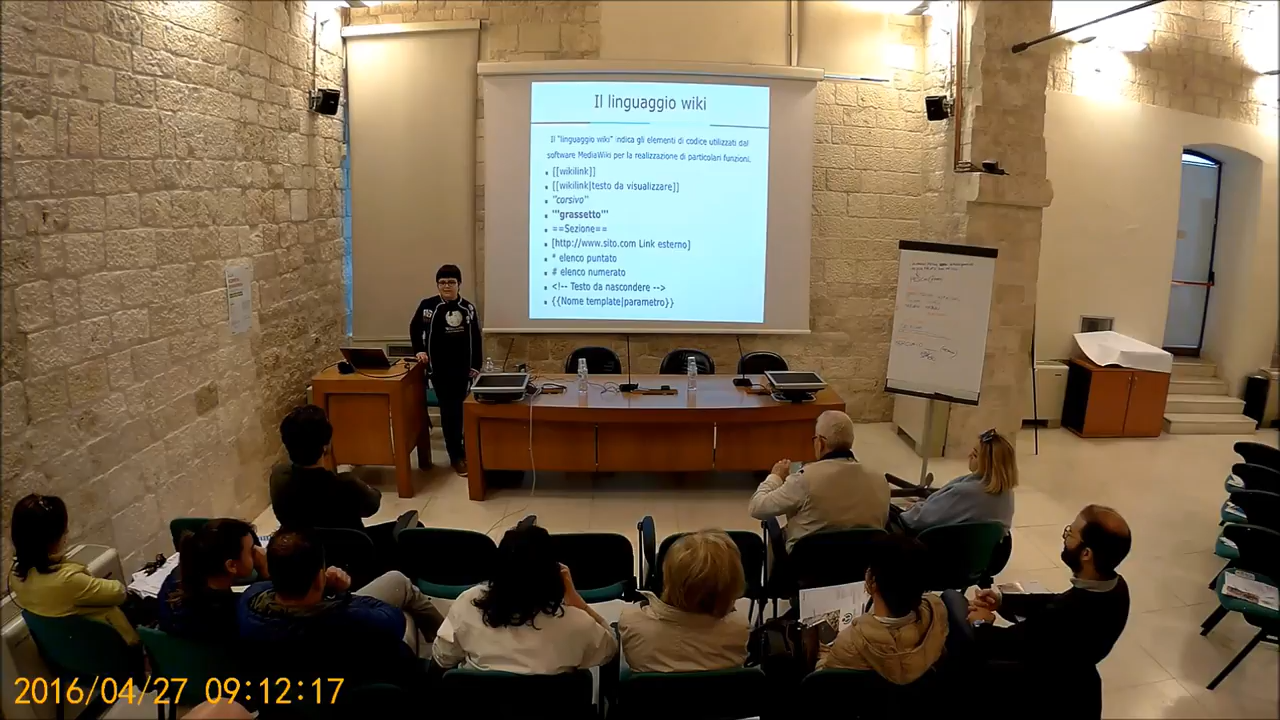 Il linguaggio wiki
Il "linguaggio wiki" indica gli elementi di codice utilizzati dal
software MediaWiki per la realizzazione di particolari funzioni.
[[wikilink]]
[[wikilink|testo da visualizzare]]
''corsivo''
'''grassetto'''
==Sezione==
[http://www.sito.com Link esterno]
* elenco puntato
# elenco numerato
<!-- Testo da nascondere -->
{{Nome template|parametro}}
2016/04/27 09:12:17